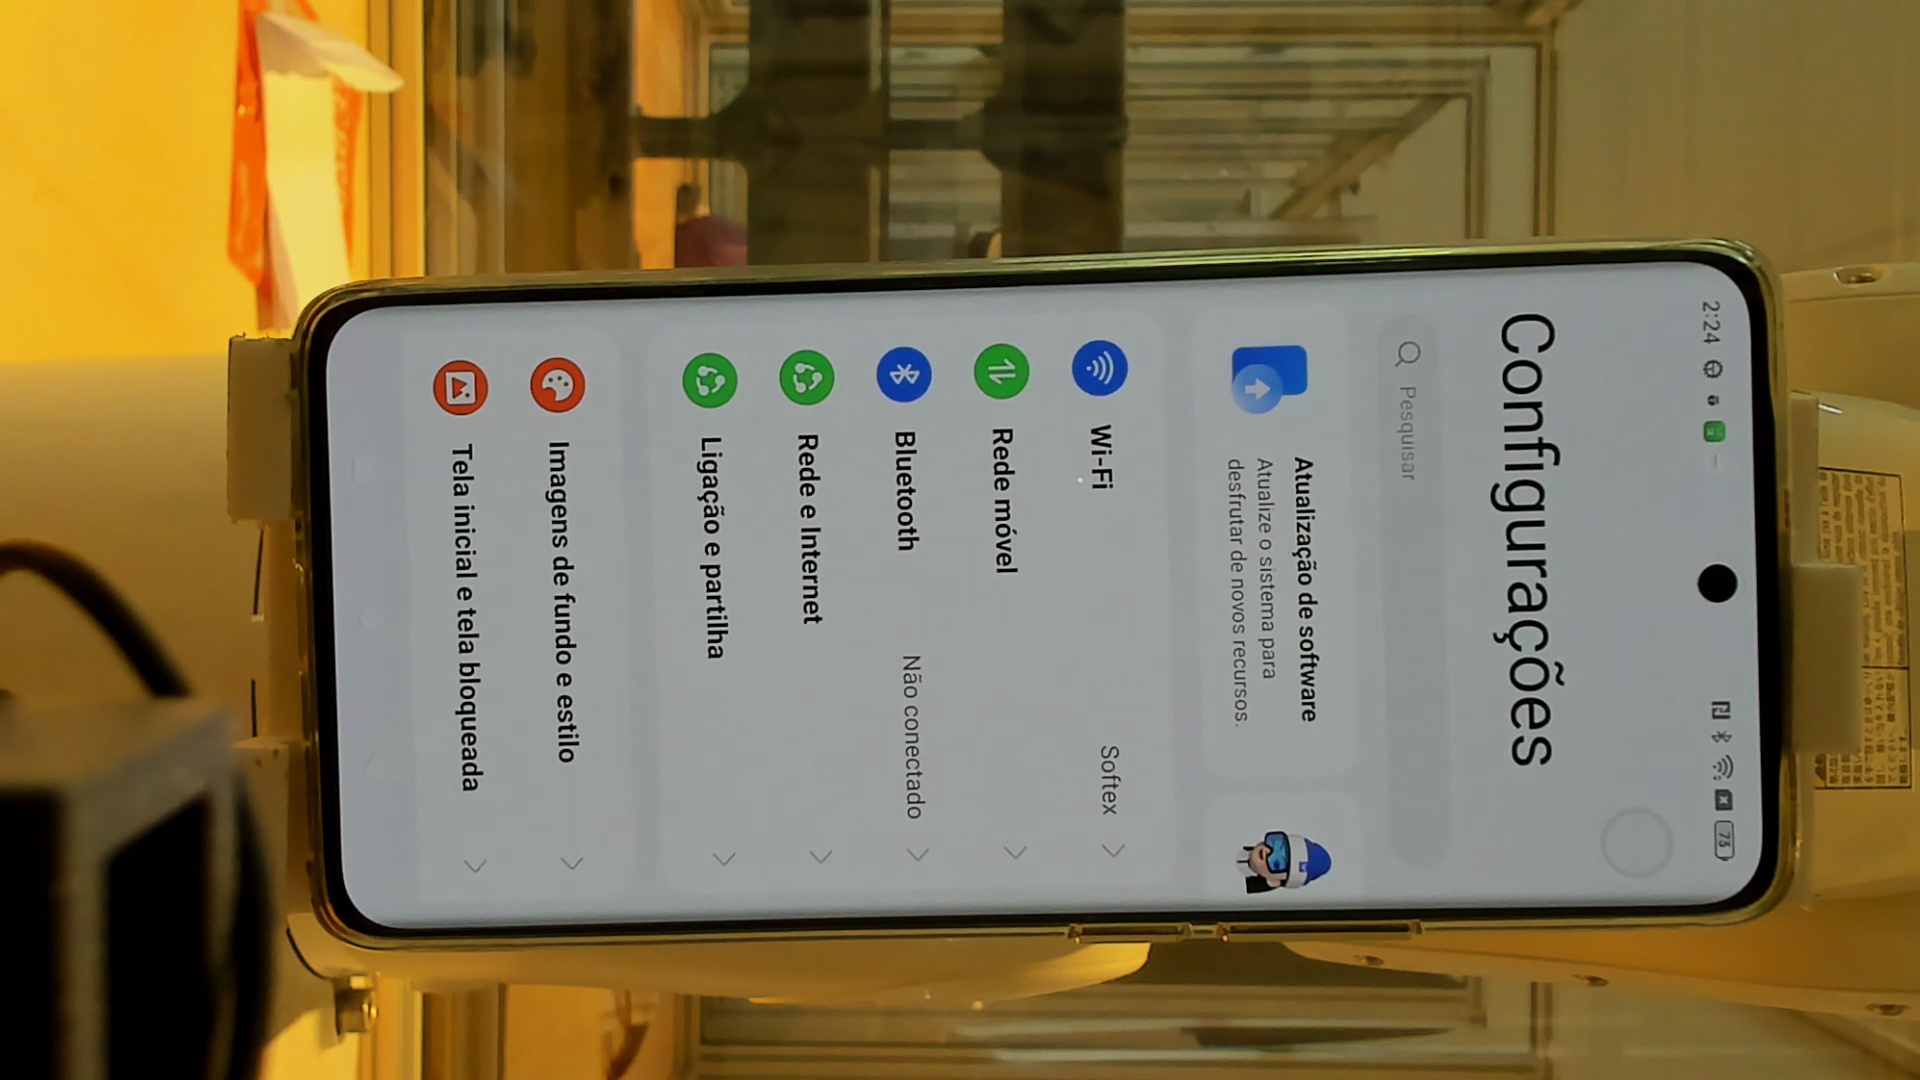 2:24
73
Configurações
Pesquisar
Atualização de software
Atualize o sistema para
desfrutar de novos recursos.
Wi-Fi
Softex
Rede móvel
Bluetooth
Não conectado
Rede e Internet
Ligação e partilha
Imagens de fundo e estilo
Tela inicial e tela bloqueada